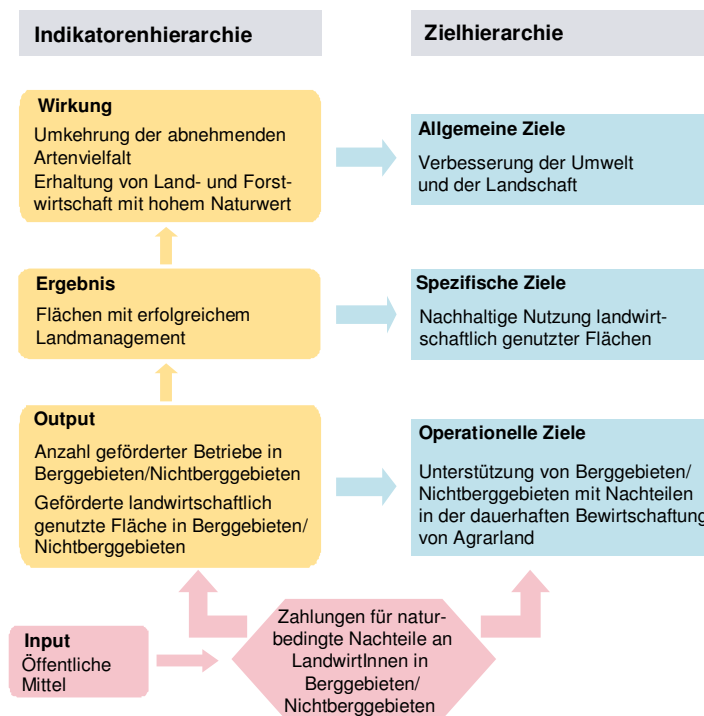 Indikatorenhierarchie
Zielhierarchie
Wirkung
Umkehrung der abnehmenden
Artenvielfalt
Erhaltung von Land- und Forst-
wirtschaft mit hohem Naturwert
Allgemeine Ziele
Verbesserung der Umwelt
und der Landschaft
Ergebnis
Flächen mit erfolgreichem
Landmanagement
Spezifische Ziele
Nachhaltige Nutzung landwirt-
schaftlich genutzter Flächen
Output
Anzahl geförderter Betriebe in
Berggebieten/Nichtberggebieten
Geförderte landwirtschaftlich
genutzte Fläche in Berggebieten/
Nichtberggebieten
Operationelle Ziele
Unterstützung von Berggebieten/
Nichtberggebieten mit Nachteilen
in der dauerhaften Bewirtschaftung
von Agrarland
Input
Öffentliche
Mittel
Zahlungen für natur-
bedingte Nachteile an
LandwirtInnen in
Berggebieten/
Nichtberggebieten